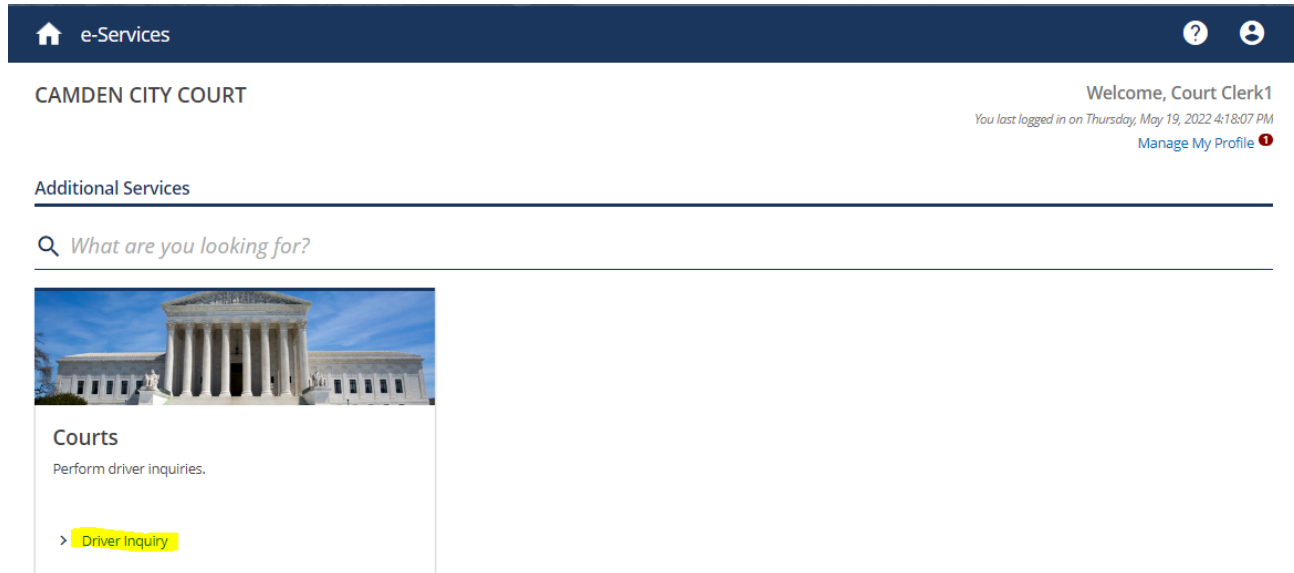 e-Services
?
CAMDEN CITY COURT
Welcome, Court Clerk1
You last logged in on Thursday, May 19, 2022 4:18:07 PM
Manage My Profile 1
Additional Services
What are you looking for?
Courts
Perform driver inquiries.
> Driver Inquiry